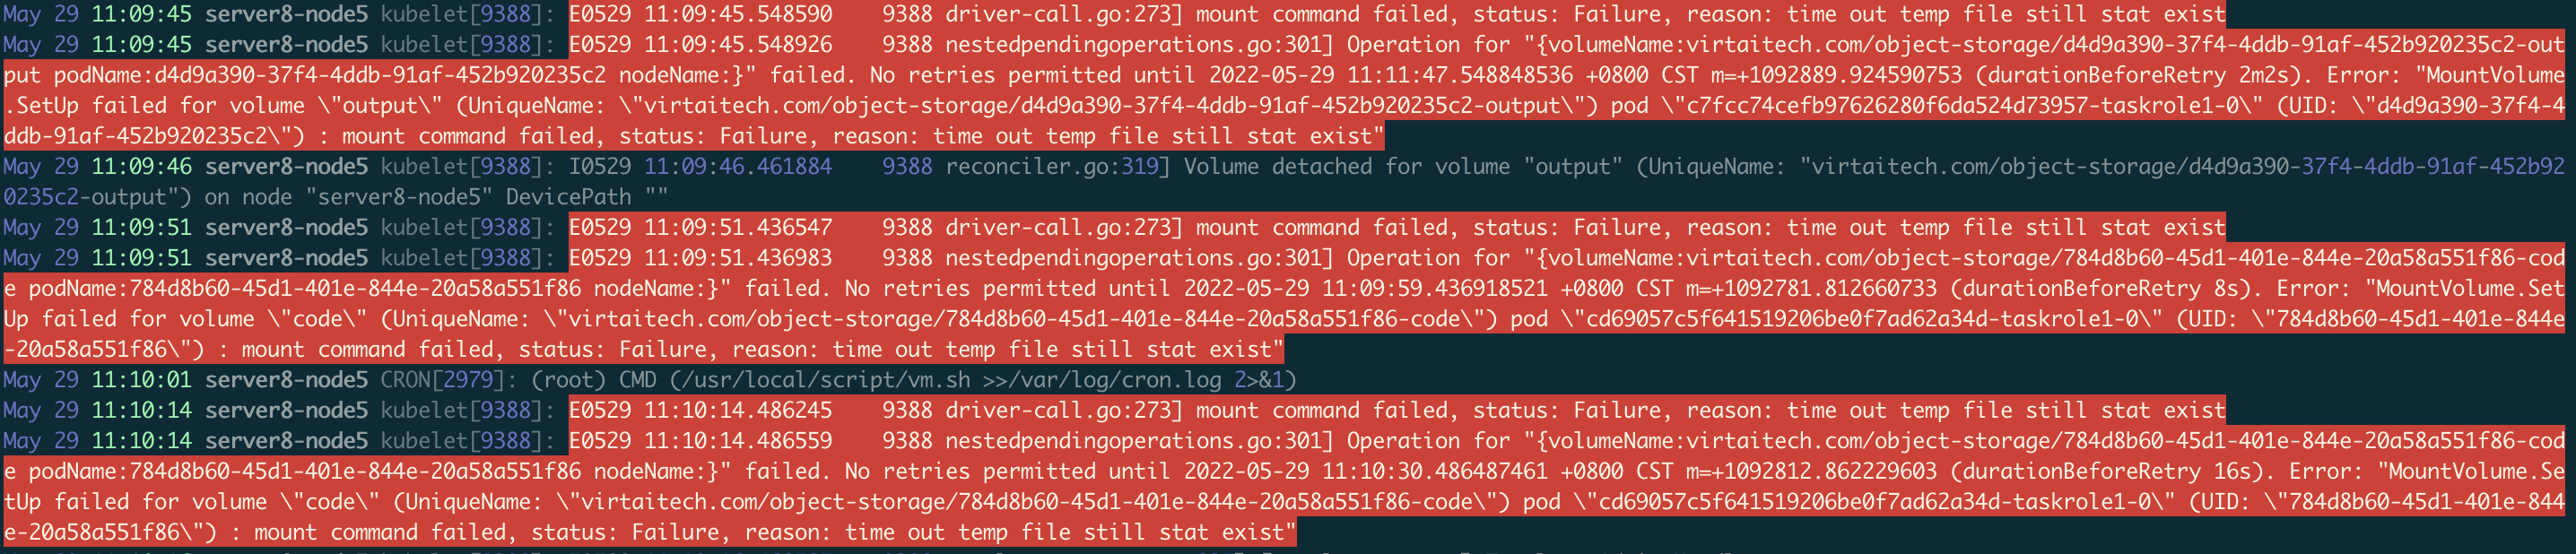 May 29 11:09:45 server8-node5 kubelet[9388]: E0529 11:09:45.548590    9388 driver-call.go:273] mount command failed, status: Failure, reason: time out temp file still stat exist
May 29 11:09:45 server8-node5 kubelet[9388]: E0529 11:09:45.548926    9388 nestedpendingoperations.go:301] Operation for "{volumeName:virtaitech.com/object-storage/d4d9a390-37f4-4ddb-91af-452b920235c2-out
put podName:d4d9a390-37f4-4ddb-91af-452b920235c2 nodeName:}" failed. No retries permitted until 2022-05-29 11:11:47.548848536 +0800 CST m=+1092889.924590753 (durationBeforeRetry 2m2s). Error: "MountVolume
.SetUp failed for volume \"output\" (UniqueName: \"virtaitech.com/object-storage/d4d9a390-37f4-4ddb-91af-452b920235c2-output\") pod \"c7fcc74cefb97626280f6da524d73957-taskrole1-0\" (UID: \"d4d9a390-37f4-4
ddb-91af-452b920235c2\") : mount command failed, status: Failure, reason: time out temp file still stat exist"
May 29 11:09:46 server8-node5 kubelet[9388]: I0529 11:09:46.461884    9388 reconciler.go:319] Volume detached for volume "output" (UniqueName: "virtaitech.com/object-storage/d4d9a390-37f4-4ddb-91af-452b92
0235c2-output") on node "server8-node5" DevicePath ""
May 29 11:09:51 server8-node5 kubelet[9388]: E0529 11:09:51.436547    9388 driver-call.go:273] mount command failed, status: Failure, reason: time out temp file still stat exist
May 29 11:09:51 server8-node5 kubelet[9388]: E0529 11:09:51.436983    9388 nestedpendingoperations.go:301] Operation for "{volumeName:virtaitech.com/object-storage/784d8b60-45d1-401e-844e-20a58a551f86-cod
e podName:784d8b60-45d1-401e-844e-20a58a551f86 nodeName:}" failed. No retries permitted until 2022-05-29 11:09:59.436918521 +0800 CST m=+1092781.812660733 (durationBeforeRetry 8s). Error: "MountVolume.Set
Up failed for volume \"code\" (UniqueName: \"virtaitech.com/object-storage/784d8b60-45d1-401e-844e-20a58a551f86-code\") pod \"cd69057c5f641519206be0f7ad62a34d-taskrole1-0\" (UID: \"784d8b60-45d1-401e-844e
-20a58a551f86\") : mount command failed, status: Failure, reason: time out temp file still stat exist"
May 29 11:10:01 server8-node5 CRON[2979]: (root) CMD (/usr/local/script/vm.sh >>/var/log/cron.log 2>&1)
May 29 11:10:14 server8-node5 kubelet[9388]: E0529 11:10:14.486245    9388 driver-call.go:273] mount command failed, status: Failure, reason: time out temp file still stat exist
May 29 11:10:14 server8-node5 kubelet[9388]: E0529 11:10:14.486559    9388 nestedpendingoperations.go:301] Operation for "{volumeName:virtaitech.com/object-storage/784d8b60-45d1-401e-844e-20a58a551f86-cod
e podName:784d8b60-45d1-401e-844e-20a58a551f86 nodeName:}" failed. No retries permitted until 2022-05-29 11:10:30.486487461 +0800 CST m=+1092812.862229603 (durationBeforeRetry 16s). Error: "MountVolume.Se
tUp failed for volume \"code\" (UniqueName: \"virtaitech.com/object-storage/784d8b60-45d1-401e-844e-20a58a551f86-code\") pod \"cd69057c5f641519206be0f7ad62a34d-taskrole1-0\" (UID: \"784d8b60-45d1-401e-844
e-20a58a551f86\") : mount command failed, status: Failure, reason: time out temp file still stat exist"